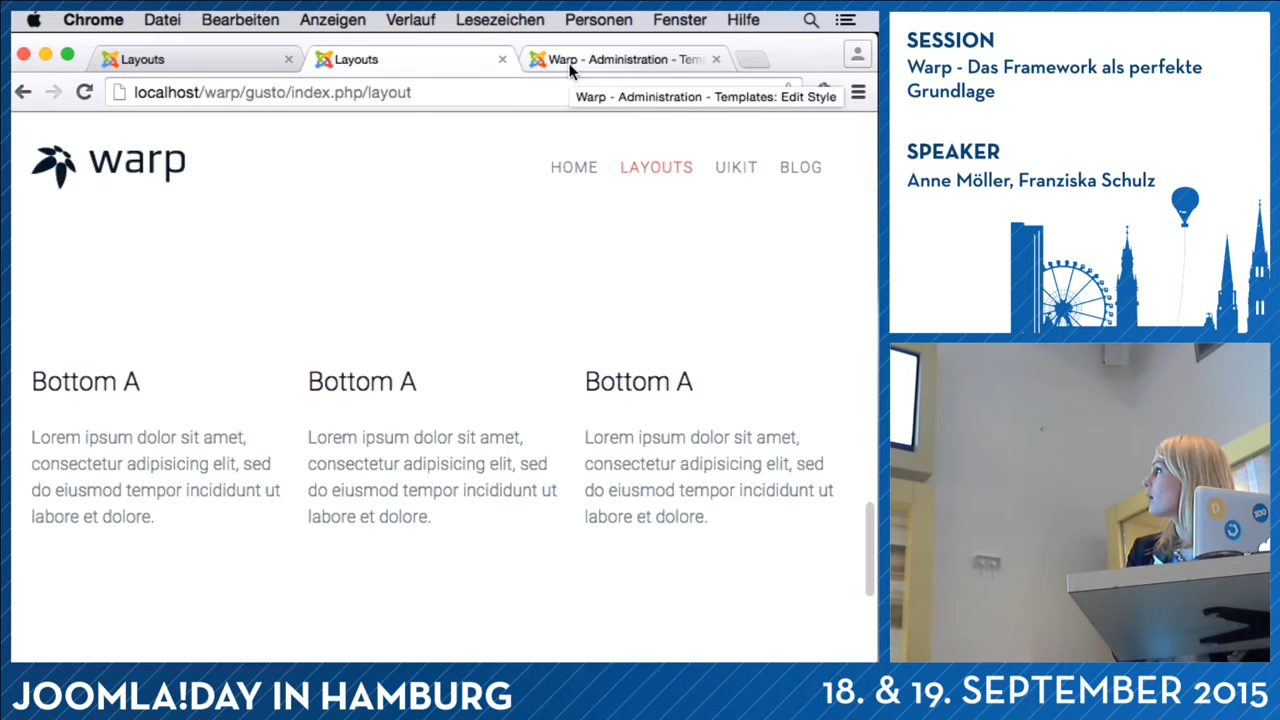 Chrome Datei Bearbeiten Anzeigen Verlauf Lesezeichen Personen Fenster Hilfe
Layouts Layouts Warp - Administration - Tem
localhost/warp/gusto/index.php/layout
Warp - Administration - Templates: Edit Style
warp
HOME LAYOUTS UIKIT BLOG
Bottom A Bottom A Bottom A
Lorem ipsum dolor sit amet, Lorem ipsum dolor sit amet, Lorem ipsum dolor sit amet,
consectetur adipisicing elit, sed consectetur adipisicing elit, sed consectetur adipisicing elit, sed
do eiusmod tempor incididunt ut do eiusmod tempor incididunt ut do eiusmod tempor incididunt ut
labore et dolore. labore et dolore. labore et dolore.
SESSION
Warp - Das Framework als perfekte
Grundlage
SPEAKER
Anne Möller, Franziska Schulz
ZOO
JOOMLA!DAY IN HAMBURG
18. & 19. SEPTEMBER 2015